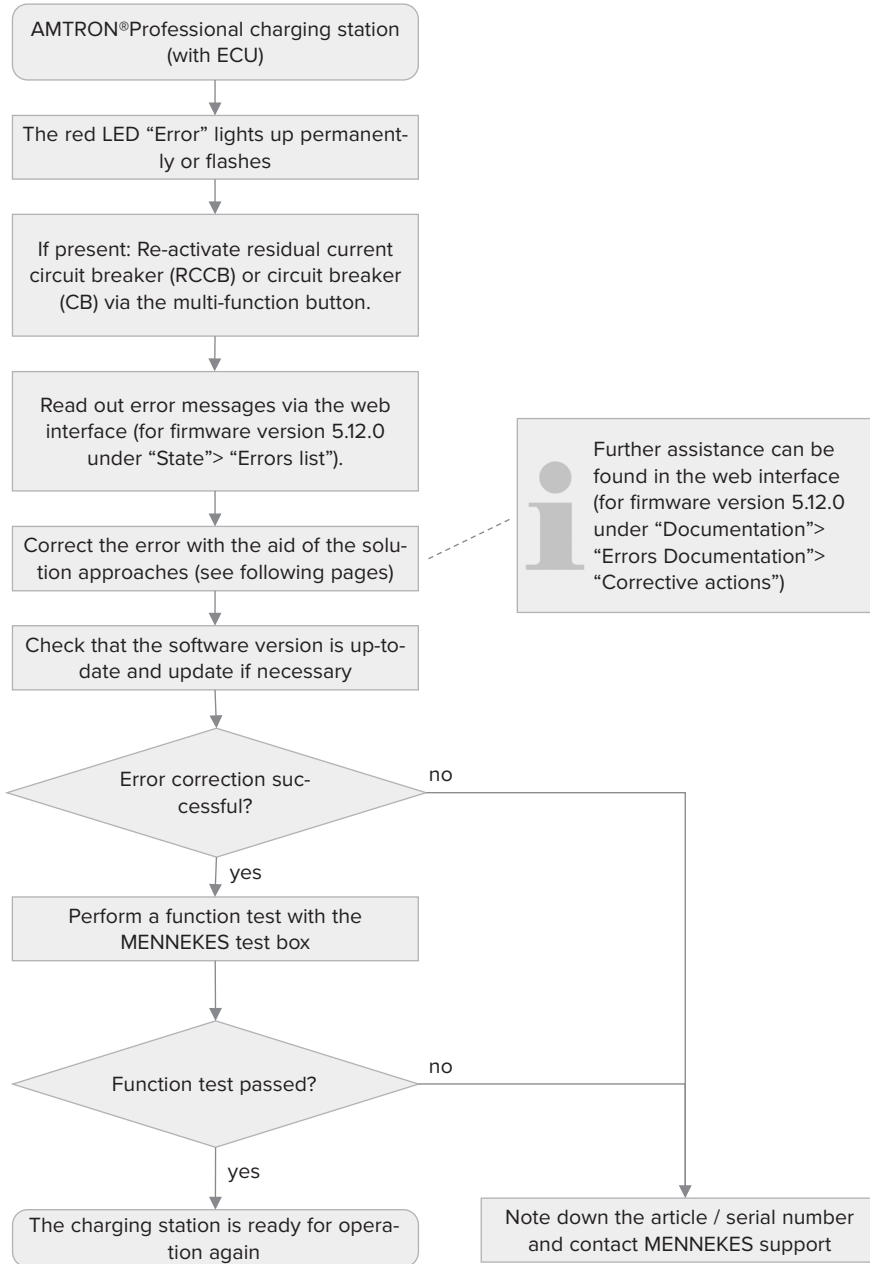 AMTRON®Professional charging station
(with ECU)
The red LED “Error” lights up permanent-
ly or flashes
If present: Re-activate residual current
circuit breaker (RCCB) or circuit breaker
(CB) via the multi-function button.
Read out error messages via the web
interface (for firmware version 5.12.0
under “State”> “Errors list”).
Further assistance can be
found in the web interface
(for firmware version 5.12.0
under “Documentation”>
“Errors Documentation”>
“Corrective actions”)
Correct the error with the aid of the solu-
tion approaches (see following pages)
Check that the software version is up-to-
date and update if necessary
Error correction suc-
cessful?
no
yes
Perform a function test with the
MENNEKES test box
Function test passed?
no
yes
The charging station is ready for opera-
tion again
Note down the article / serial number
and contact MENNEKES support